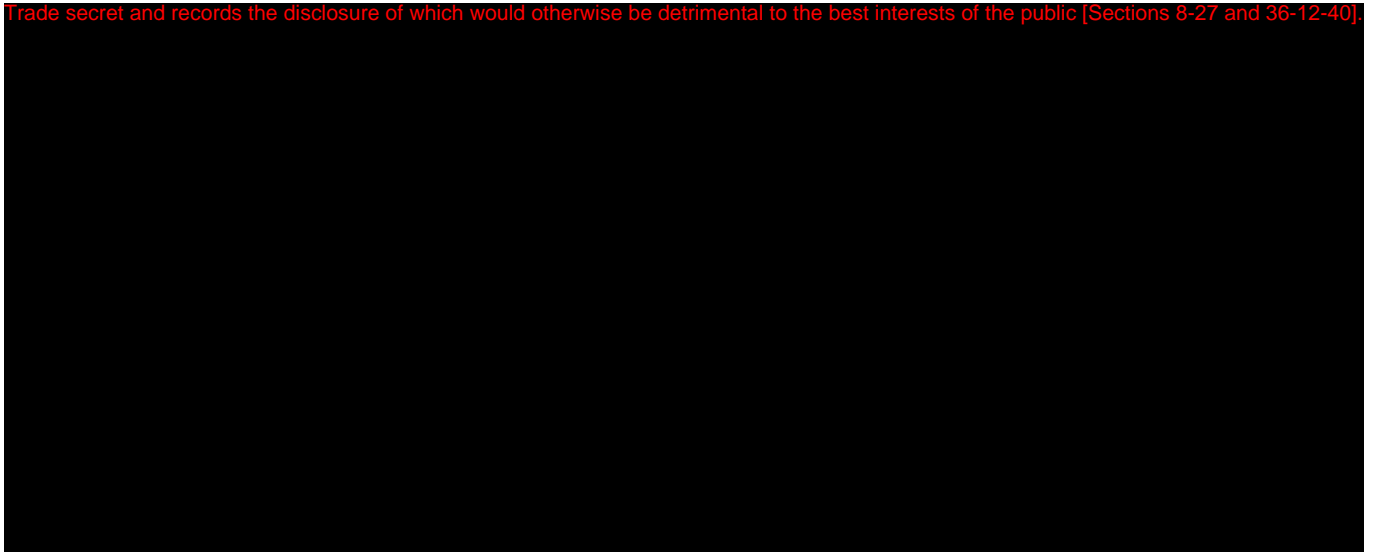 Trade secret and records the disclosure of which would otherwise be detrimental to the best interests of the public [Sections 8-27 and 36-12-40].